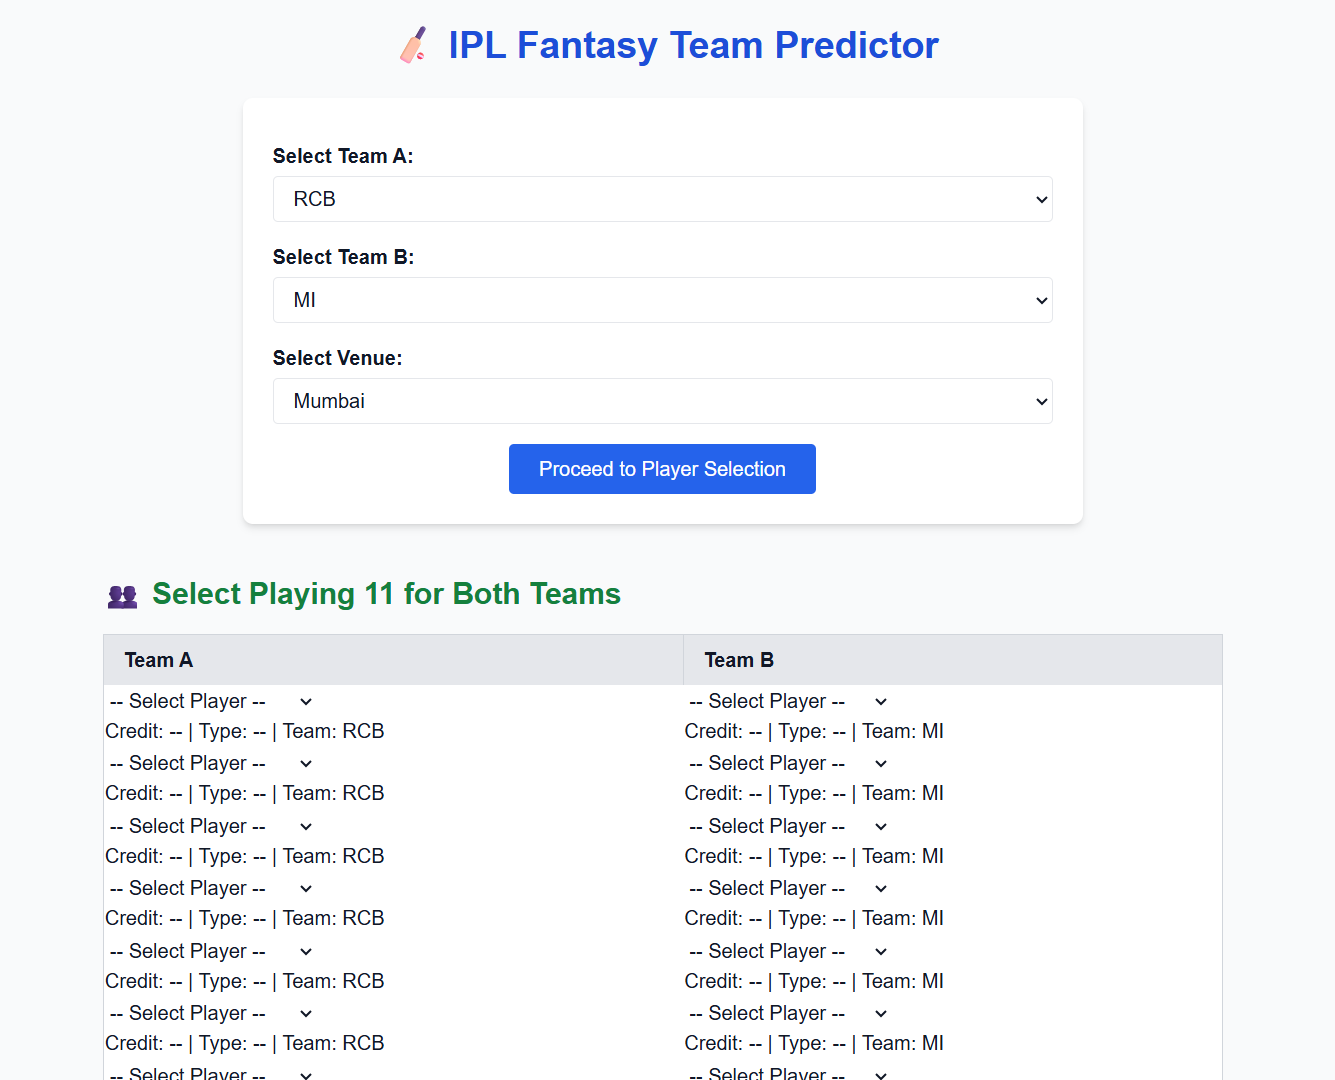 IPL Fantasy Team Predictor
Select Team A:
RCB
Select Team B:
MI
Select Venue:
Mumbai
Proceed to Player Selection
Select Playing 11 for Both Teams
Team A Team B
-- Select Player -- -- Select Player --
Credit: -- | Type: -- | Team: RCB Credit: -- | Type: -- | Team: MI
-- Select Player -- -- Select Player --
Credit: -- | Type: -- | Team: RCB Credit: -- | Type: -- | Team: MI
-- Select Player -- -- Select Player --
Credit: -- | Type: -- | Team: RCB Credit: -- | Type: -- | Team: MI
-- Select Player -- -- Select Player --
Credit: -- | Type: -- | Team: RCB Credit: -- | Type: -- | Team: MI
-- Select Player -- -- Select Player --
Credit: -- | Type: -- | Team: RCB Credit: -- | Type: -- | Team: MI
-- Select Player -- -- Select Player --
Credit: -- | Type: -- | Team: RCB Credit: -- | Type: -- | Team: MI
-- Select Player -- -- Select Player --